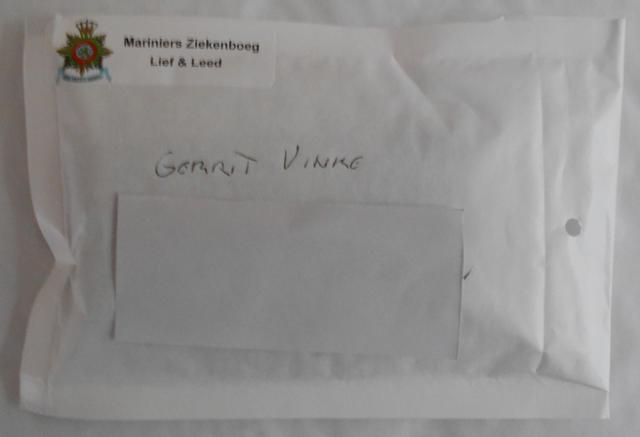 Mariniers Ziekenboeg
Lief & Leed
GERRIT VINKE